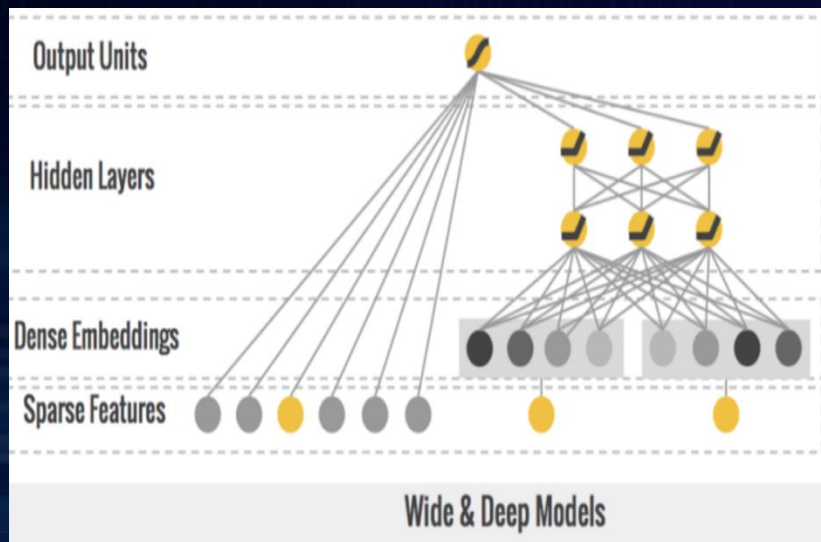 Output Units
Hidden Layers
Dense Embeddings
Sparse Features
Wide & Deep Models